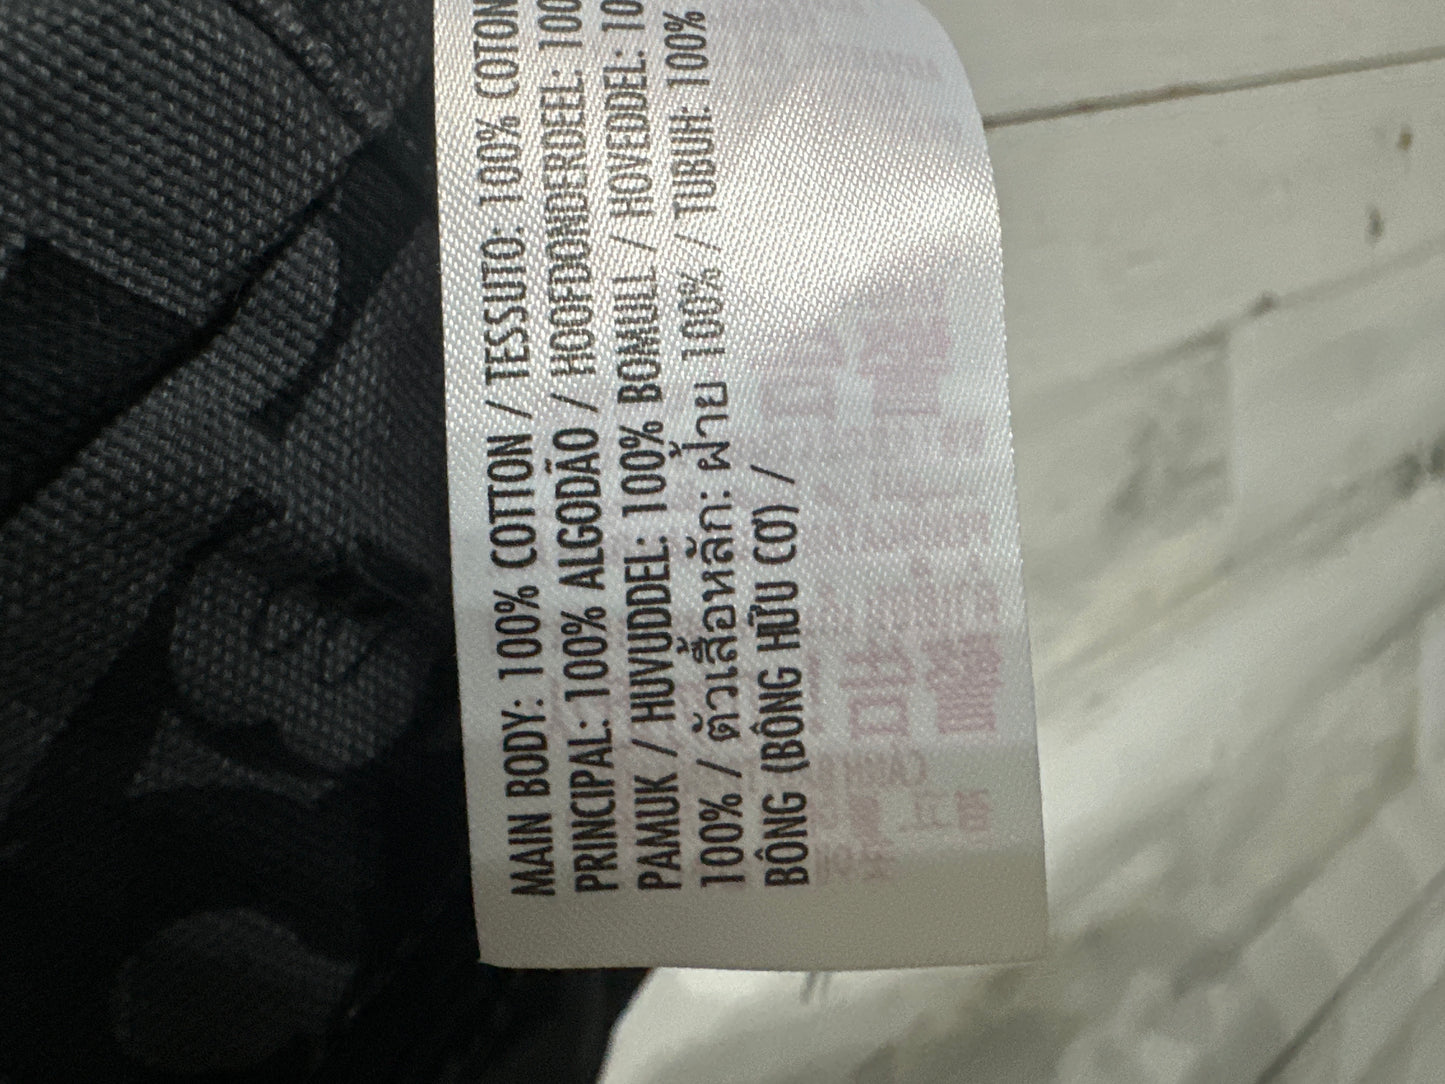 MAIN BODY: 100% COTTON / TESSUTO: 100% COTON
PRINCIPAL: 100% ALGODÃO / HOOFDONDERDEEL: 100
PAMUK / HUVUDDEL: 100% BOMULL / HOVEDDEL: 10
100% / ตัวเสื้อหลัก: ฝ้าย 100% / TUBUH: 100%
BÔNG (BÔNG HỮU CƠ) /